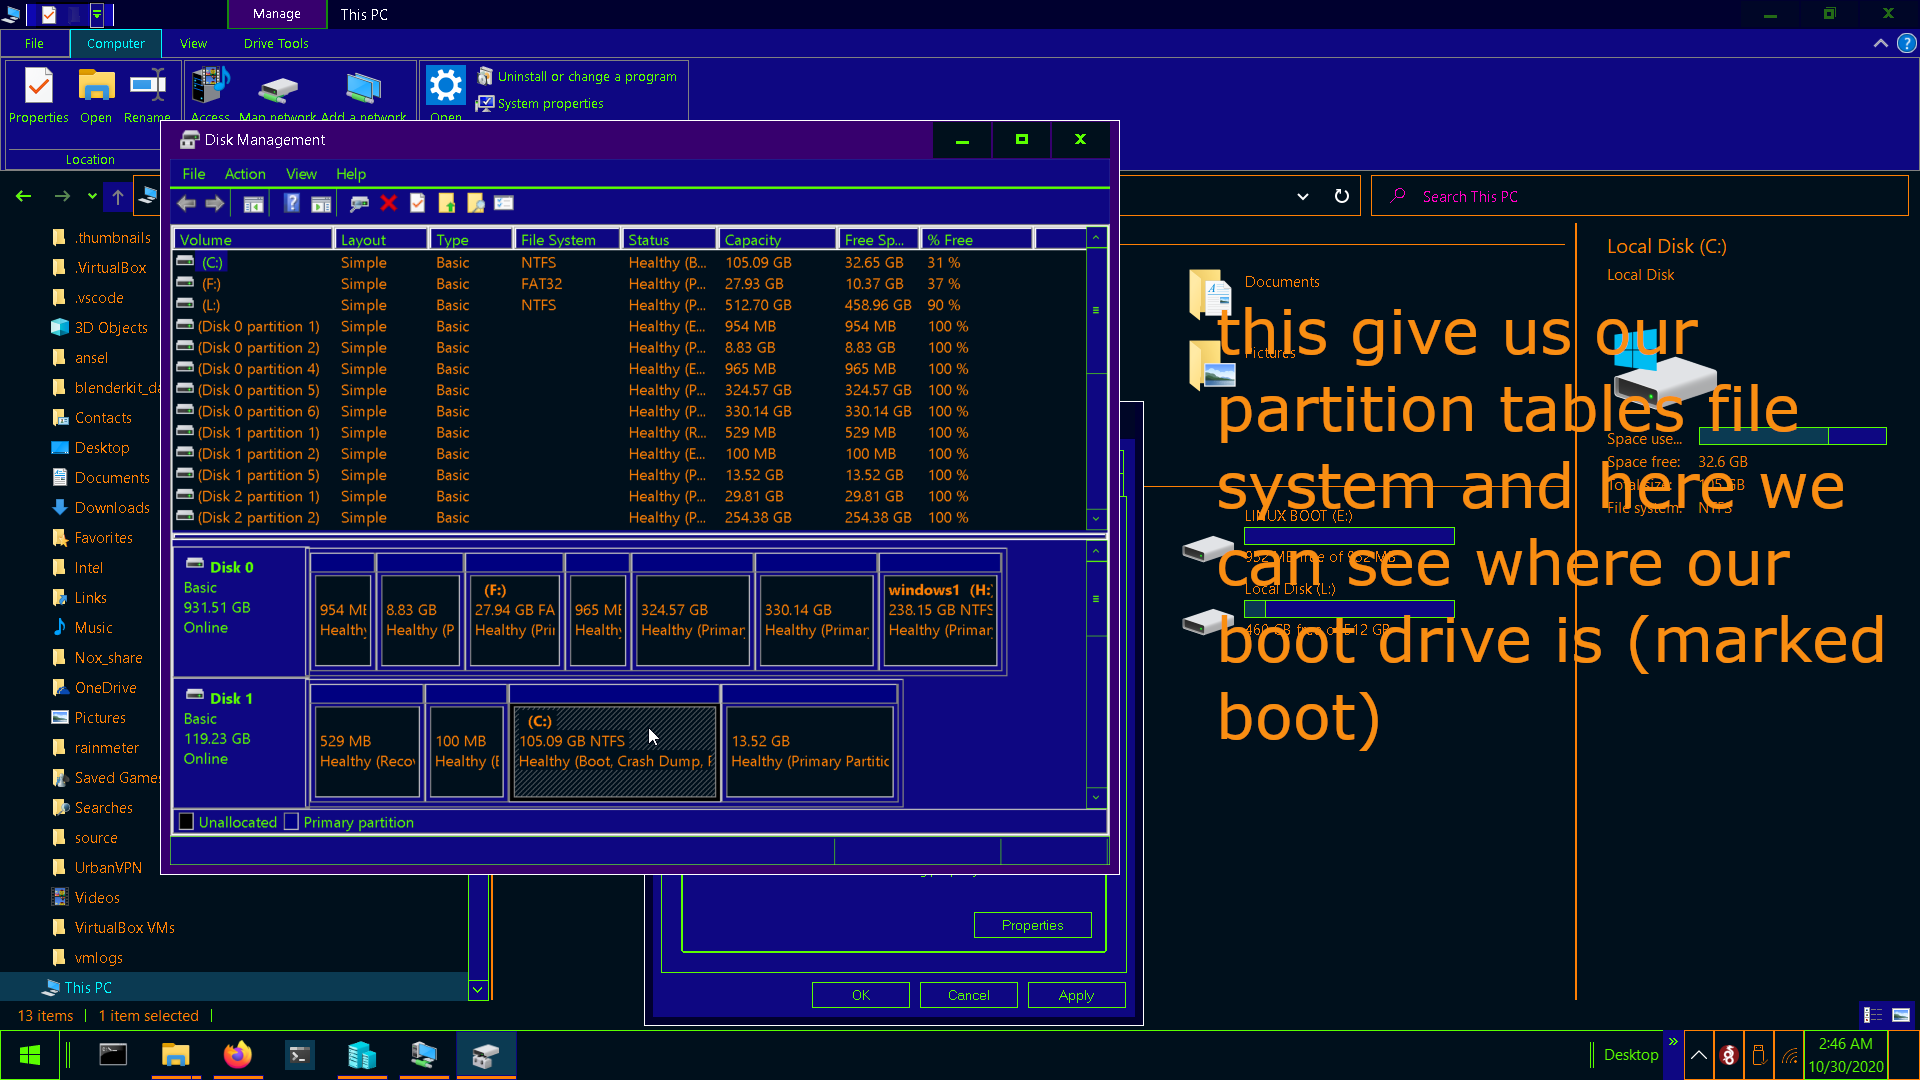 Manage
This PC
File
Computer
View
Drive Tools
Properties
Open
Rename
Access
Map network
Add a network
Open
Uninstall or change a program
System properties
Location
Search This PC
.thumbnails
.VirtualBox
.vscode
3D Objects
ansel
blenderkit_da
Contacts
Desktop
Documents
Downloads
Favorites
Intel
Links
Music
Nox_share
OneDrive
Pictures
rainmeter
Saved Games
Searches
source
UrbanVPN
Videos
VirtualBox VMs
vmlogs
This PC
13 items
1 item selected
Disk Management
File Action View Help
Volume Layout Type File System Status Capacity Free Sp... % Free
(C:) Simple Basic NTFS Healthy (B... 105.09 GB 32.65 GB 31 %
(F:) Simple Basic FAT32 Healthy (P... 27.93 GB 10.37 GB 37 %
(L:) Simple Basic NTFS Healthy (P... 512.70 GB 458.96 GB 90 %
(Disk 0 partition 1) Simple Basic Healthy (E... 954 MB 954 MB 100 %
(Disk 0 partition 2) Simple Basic Healthy (P... 8.83 GB 8.83 GB 100 %
(Disk 0 partition 4) Simple Basic Healthy (E... 965 MB 965 MB 100 %
(Disk 0 partition 5) Simple Basic Healthy (P... 324.57 GB 324.57 GB 100 %
(Disk 0 partition 6) Simple Basic Healthy (P... 330.14 GB 330.14 GB 100 %
(Disk 1 partition 1) Simple Basic Healthy (R... 529 MB 529 MB 100 %
(Disk 1 partition 2) Simple Basic Healthy (E... 100 MB 100 MB 100 %
(Disk 1 partition 5) Simple Basic Healthy (P... 13.52 GB 13.52 GB 100 %
(Disk 2 partition 1) Simple Basic Healthy (P... 29.81 GB 29.81 GB 100 %
(Disk 2 partition 2) Simple Basic Healthy (P... 254.38 GB 254.38 GB 100 %
Disk 0
Basic
931.51 GB
Online
954 MB
Healthy
8.83 GB
Healthy (P
(F:)
27.94 GB FA
Healthy (Pri
965 MB
Healthy
324.57 GB
Healthy (Primar
330.14 GB
Healthy (Primar
windows1 (H:)
238.15 GB NTFS
Healthy (Primar
Disk 1
Basic
119.23 GB
Online
529 MB
Healthy (Reco
100 MB
Healthy (E
(C:)
105.09 GB NTFS
Healthy (Boot, Crash Dump, P
13.52 GB
Healthy (Primary Partitic
Unallocated
Primary partition
Properties
OK
Cancel
Apply
Documents
Pictures
LINUX BOOT (E:)
952 MB free of 952 MB
Local Disk (L:)
460 GB free of 512 GB
this give us our
partition tables file
system and here we
can see where our
boot drive is (marked
boot)
Local Disk (C:)
Local Disk
Space use...
Space free: 32.6 GB
Total size: 105 GB
File system: NTFS
Desktop
2:46 AM
10/30/2020